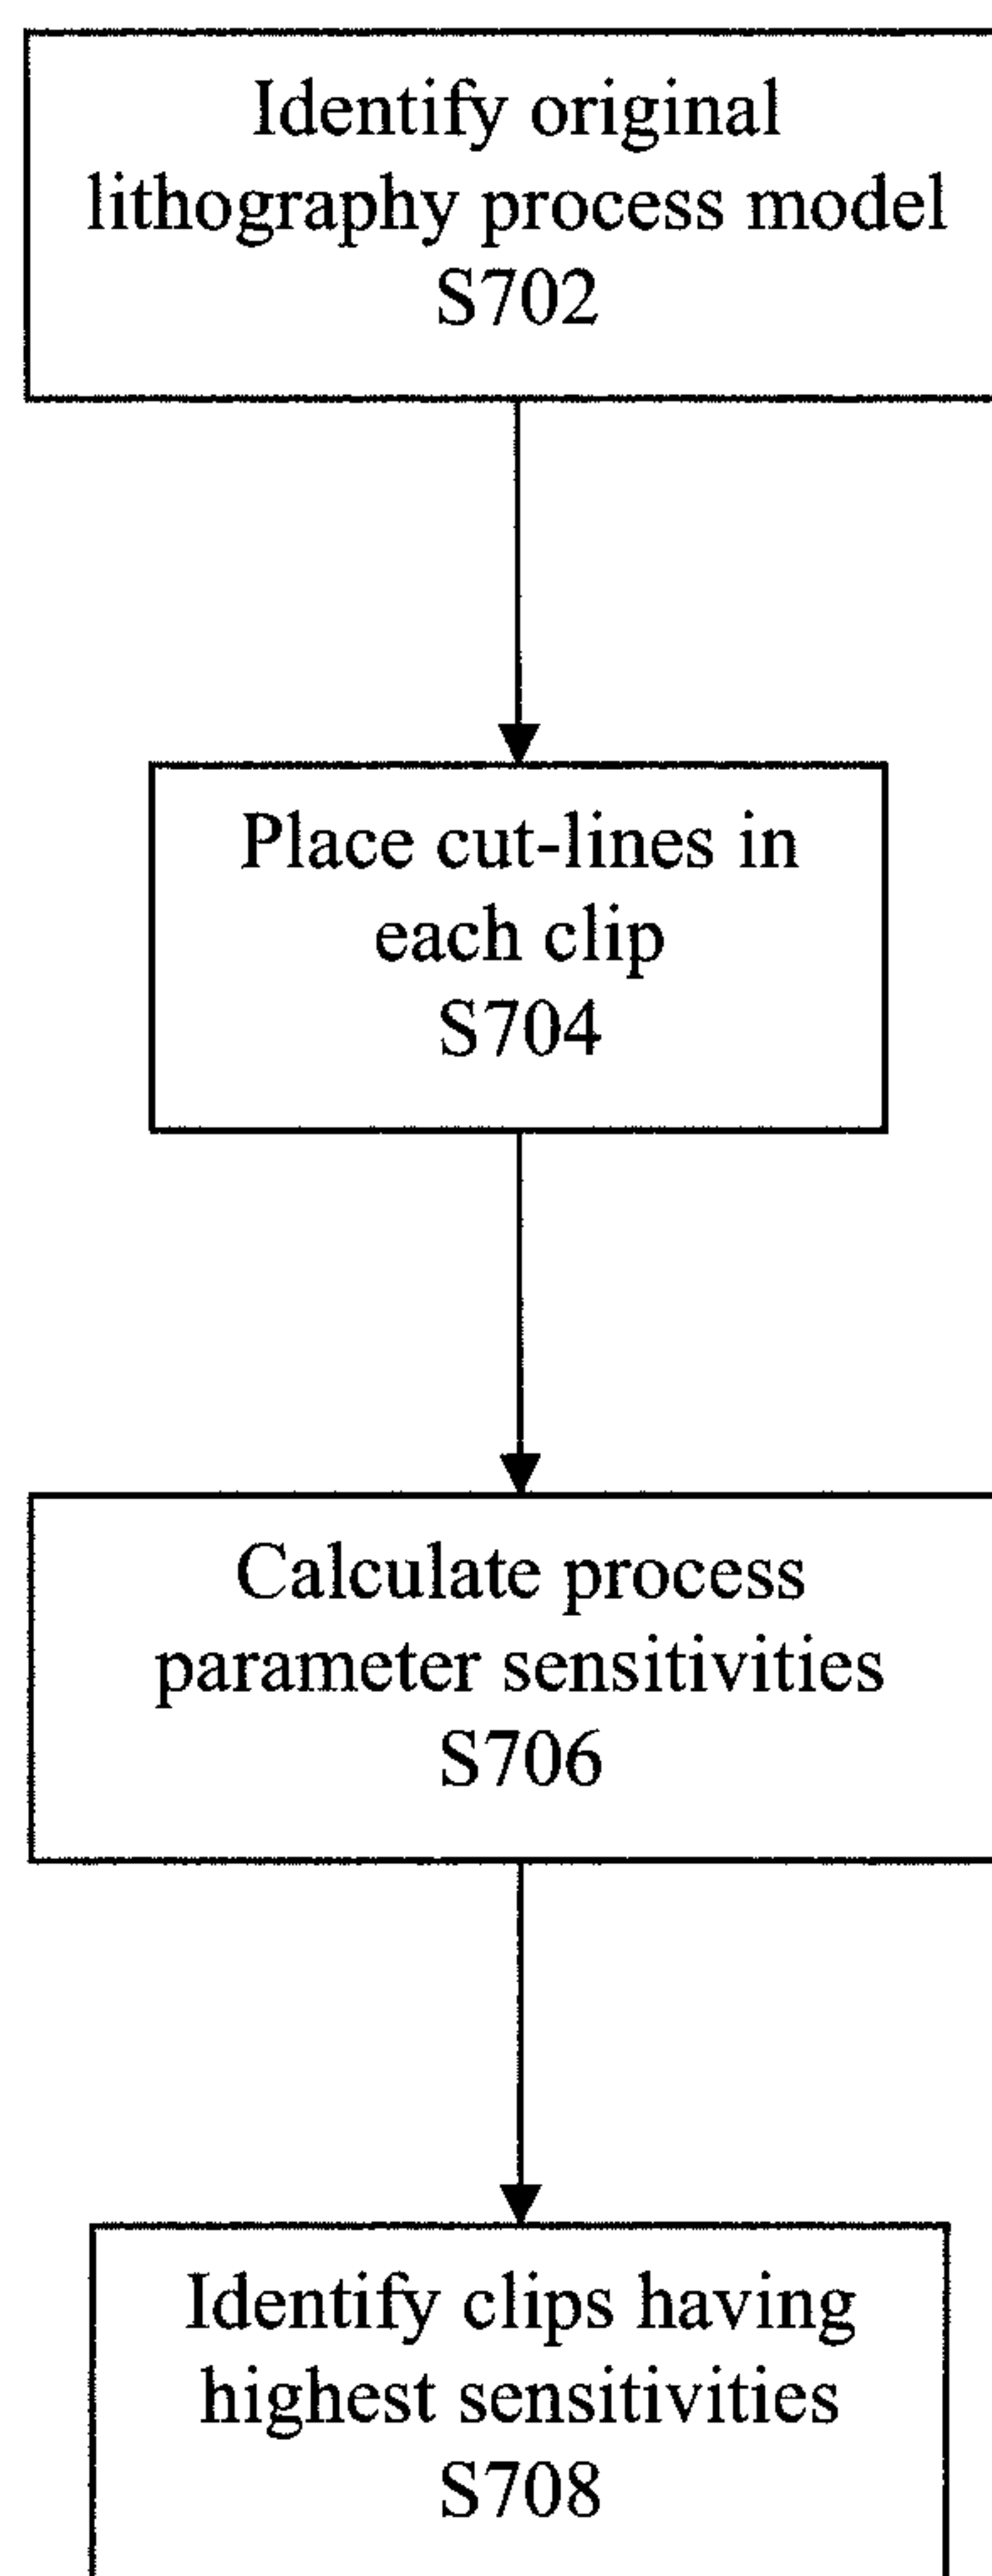 Identify original
lithography process model
S702
Place cut-lines in
each clip
S704
Calculate process
parameter sensitivities
S706
Identify clips having
highest sensitivities
S708